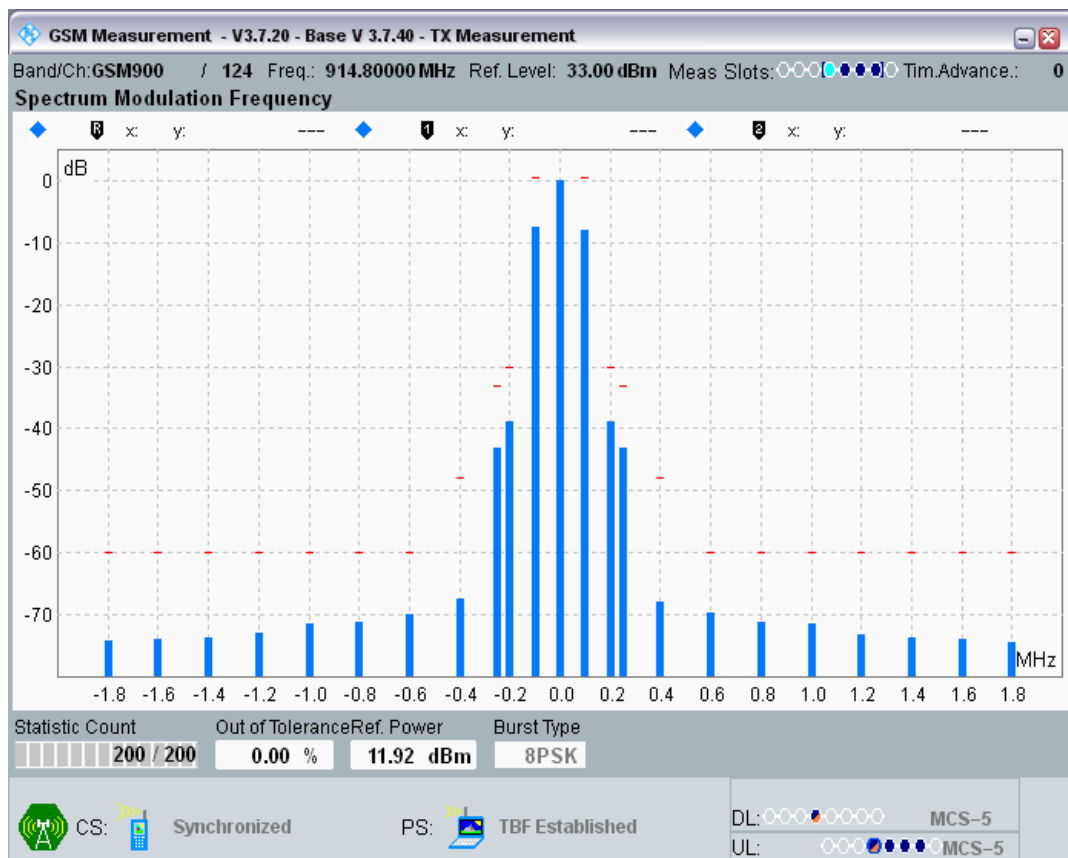 GSM Measurement - V3.7.20 - Base V 3.7.40 - TX Measurement
Band/Ch:GSM900 / 124 Freq.: 914.80000 MHz Ref. Level: 33.00 dBm Meas Slots: Tim.Advance.: 0
Spectrum Modulation Frequency
R x: y: --- 1 x: y: --- 2 x: y: ---
dB
0
-10
-20
-30
-40
-50
-60
-70
MHz
-1.8 -1.6 -1.4 -1.2 -1.0 -0.8 -0.6 -0.4 -0.2 0.0 0.2 0.4 0.6 0.8 1.0 1.2 1.4 1.6 1.8
Statistic Count Out of Tolerance Ref. Power Burst Type
200 / 200 0.00 % 11.92 dBm 8PSK
CS: Synchronized PS: TBF Established DL: MCS-5
UL: MCS-5